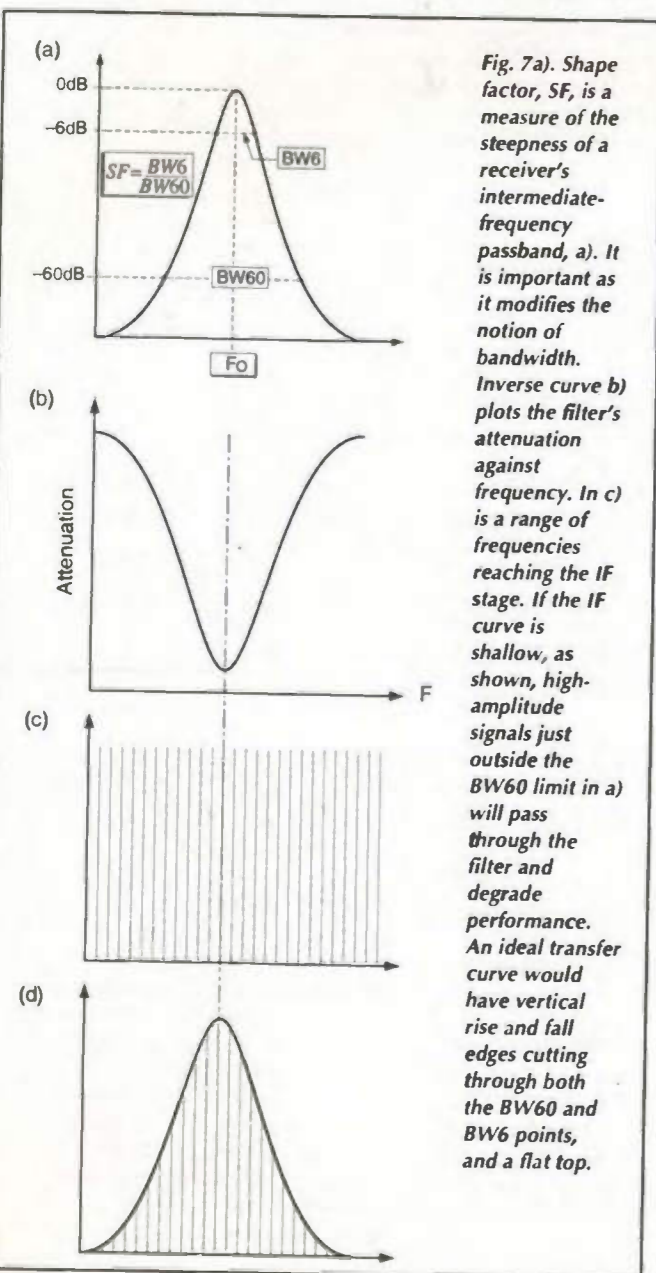 (a)
0dB
–6dB
BW6
SF=BW6
BW60
–60dB
BW60
Fo
(b)
Attenuation
F
(c)
(d)
Fig. 7a). Shape
factor, SF, is a
measure of the
steepness of a
receiver's
intermediate-
frequency
passband, a). It
is important as
it modifies the
notion of
bandwidth.
Inverse curve b)
plots the filter's
attenuation
against
frequency. In c)
is a range of
frequencies
reaching the IF
stage. If the IF
curve is
shallow, as
shown, high-
amplitude
signals just
outside the
BW60 limit in a)
will pass
through the
filter and
degrade
performance.
An ideal transfer
curve would
have vertical
rise and fall
edges cutting
through both
the BW60 and
BW6 points,
and a flat top.